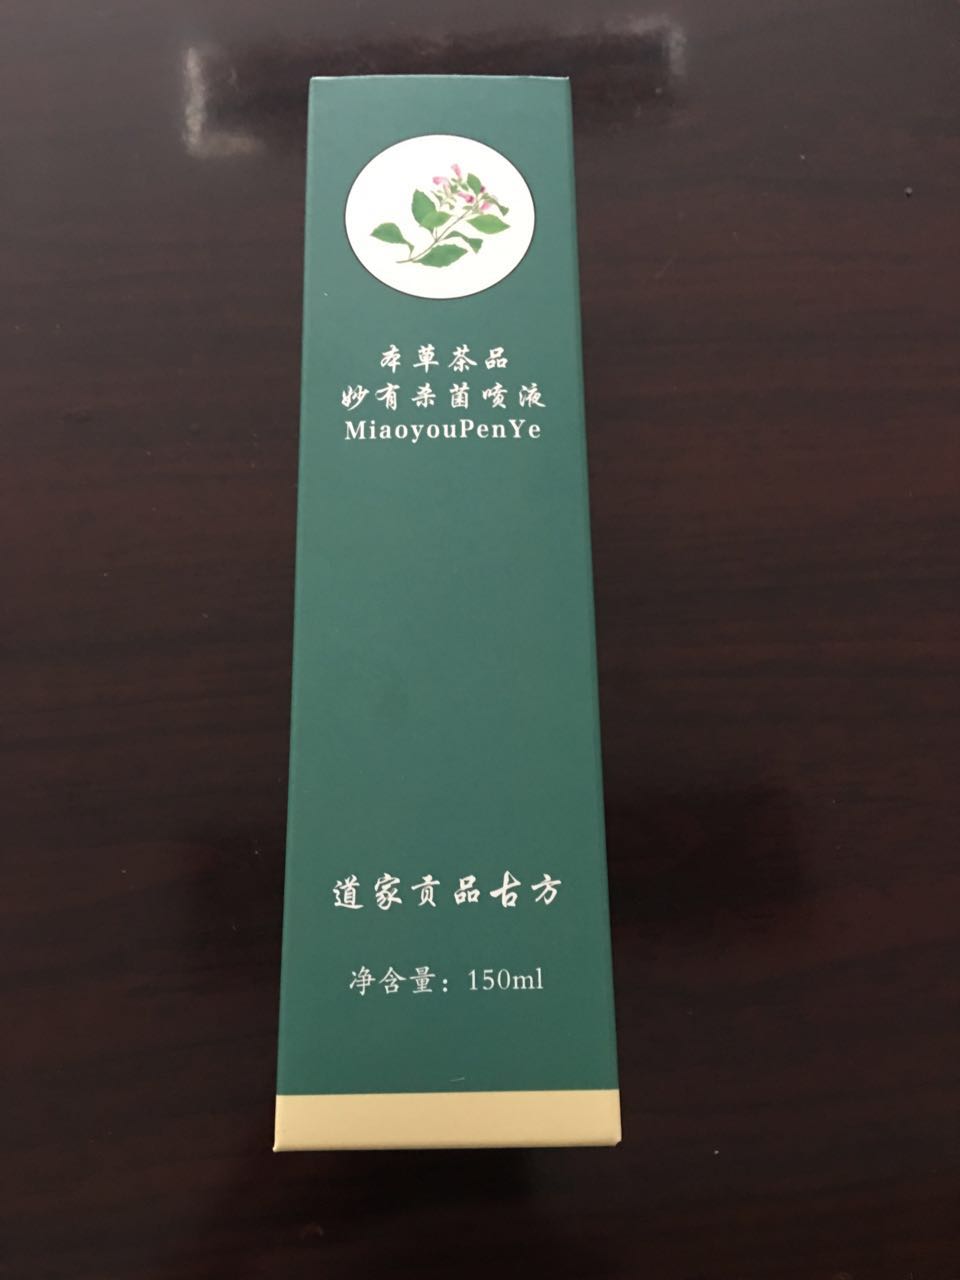 本草茶品
妙有杀菌喷液
MiaoyouPenYe
道家贡品古方
净含量：150ml